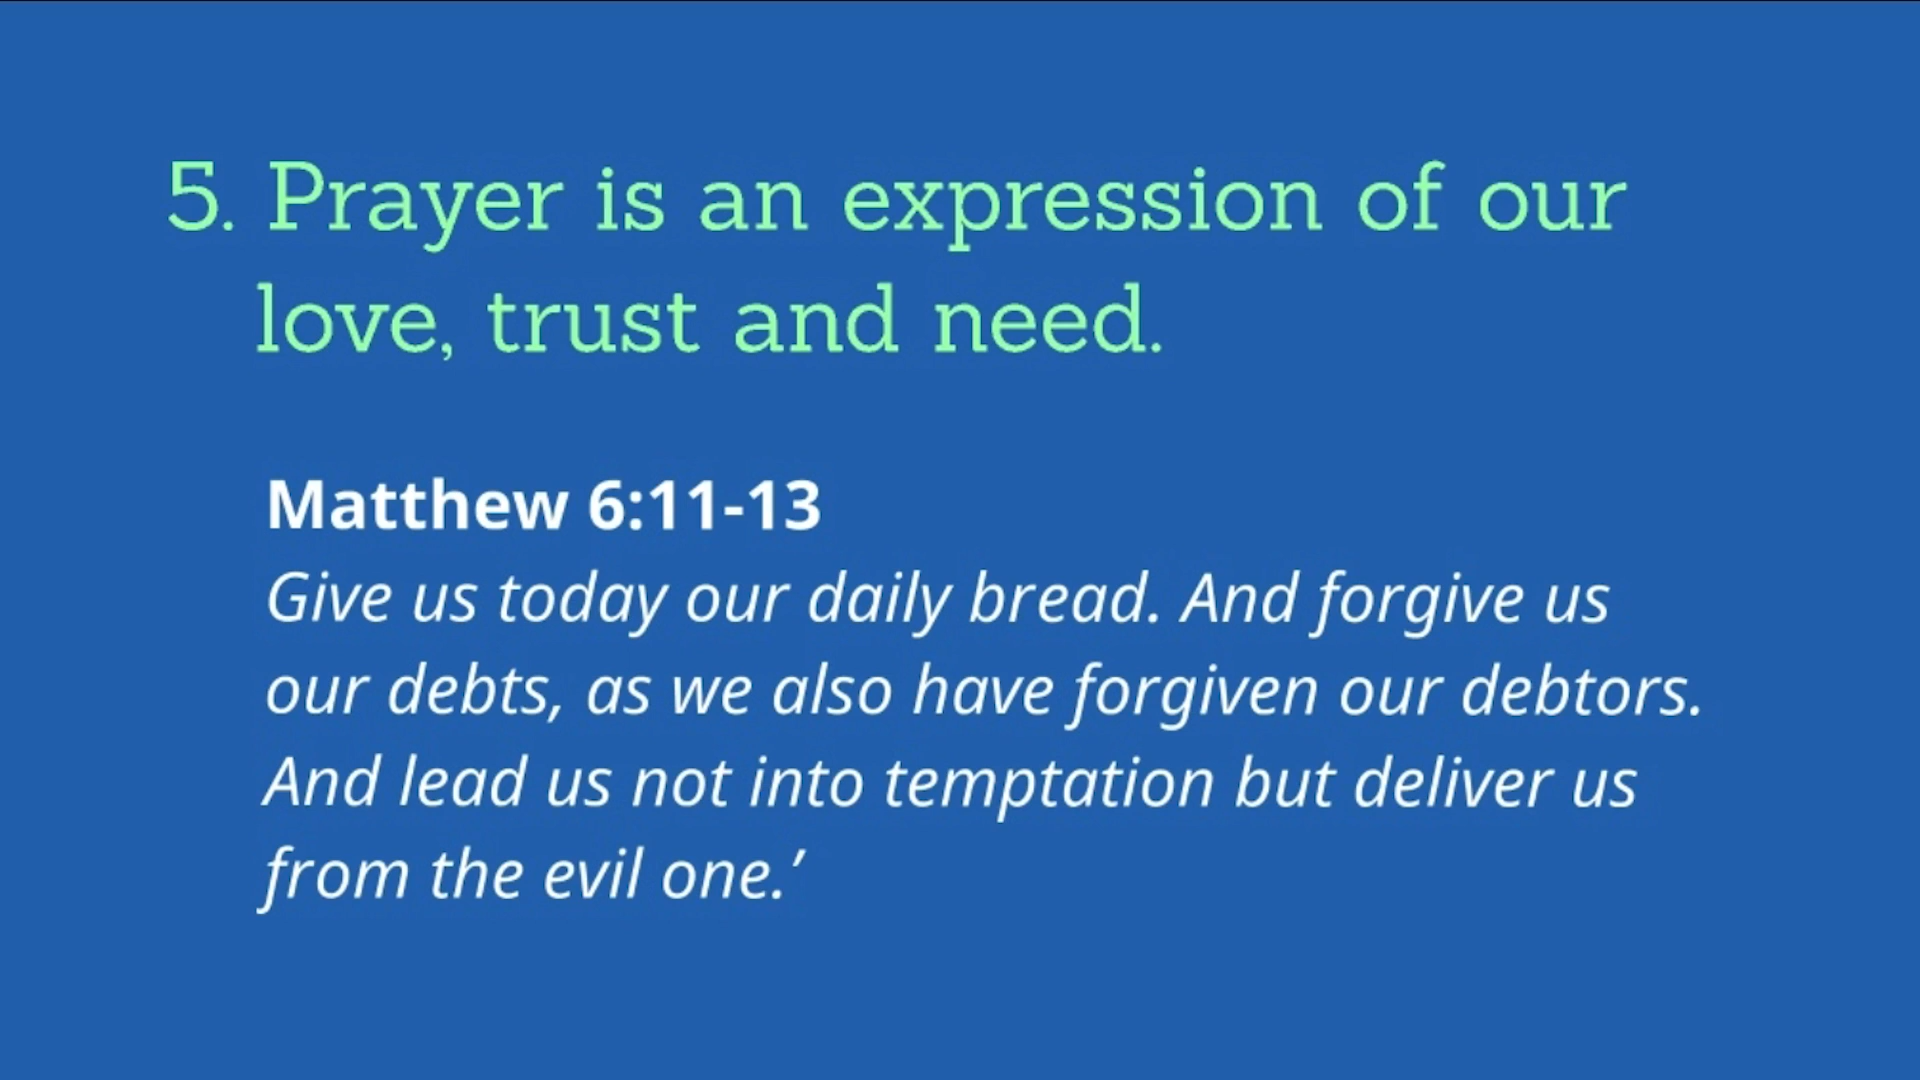 5. Prayer is an expression of our
love, trust and need.
Matthew 6:11-13
Give us today our daily bread. And forgive us
our debts, as we also have forgiven our debtors.
And lead us not into temptation but deliver us
from the evil one.’